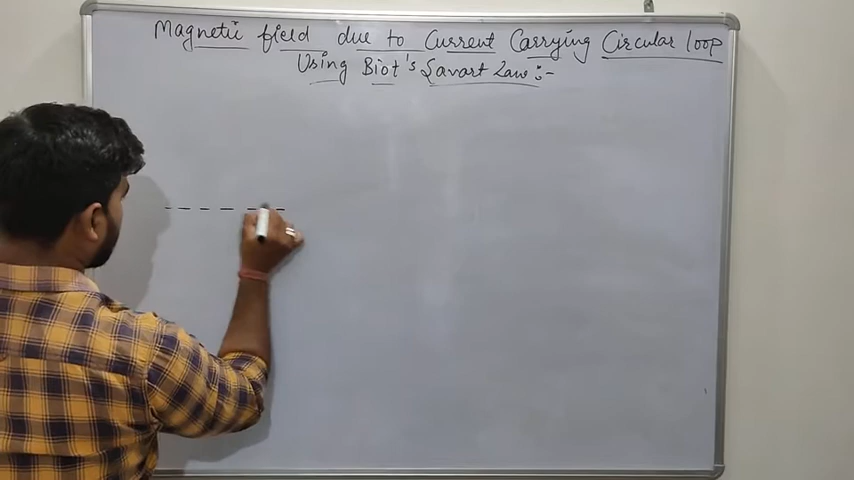 Magnetic field due to Current Carrying Circular loop
Using Biot's Savart Law :-